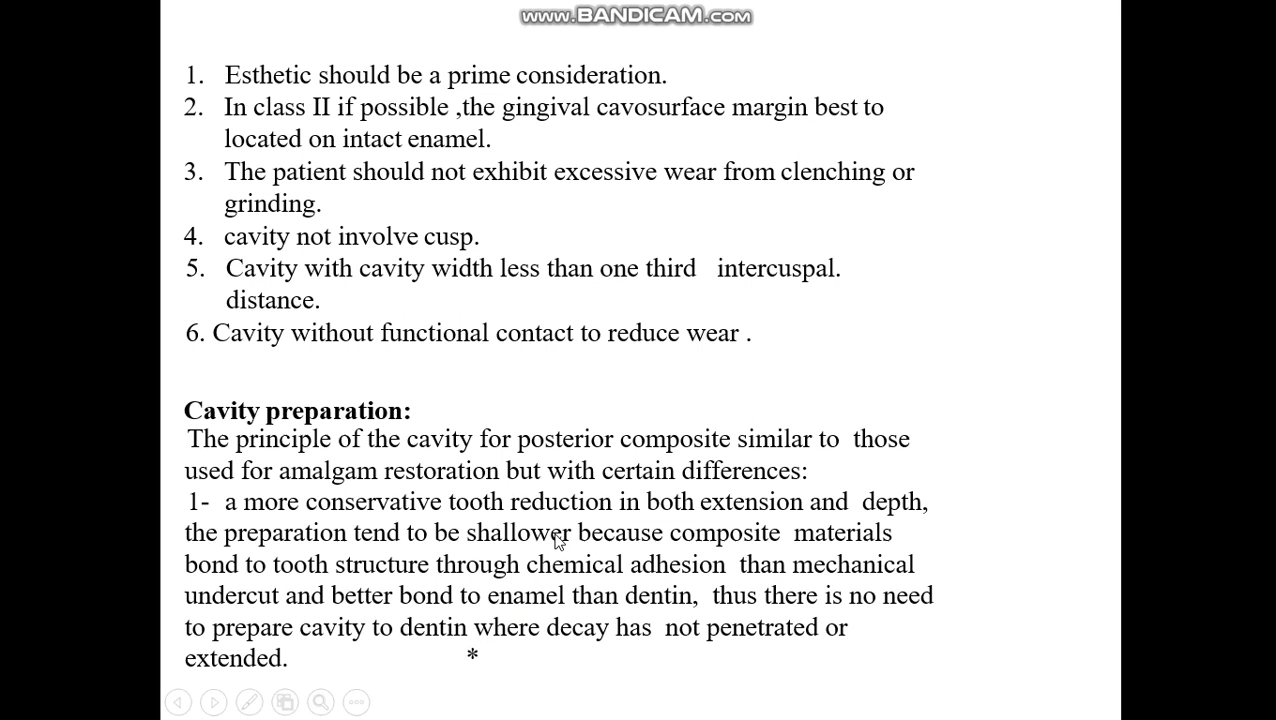 www.BANDICAM.com
1. Esthetic should be a prime consideration.
2. In class II if possible ,the gingival cavosurface margin best to
located on intact enamel.
3. The patient should not exhibit excessive wear from clenching or
grinding.
4. cavity not involve cusp.
5. Cavity with cavity width less than one third intercuspal.
distance.
6. Cavity without functional contact to reduce wear .
Cavity preparation:
The principle of the cavity for posterior composite similar to those
used for amalgam restoration but with certain differences:
1- a more conservative tooth reduction in both extension and depth,
the preparation tend to be shallower because composite materials
bond to tooth structure through chemical adhesion than mechanical
undercut and better bond to enamel than dentin, thus there is no need
to prepare cavity to dentin where decay has not penetrated or
extended. *